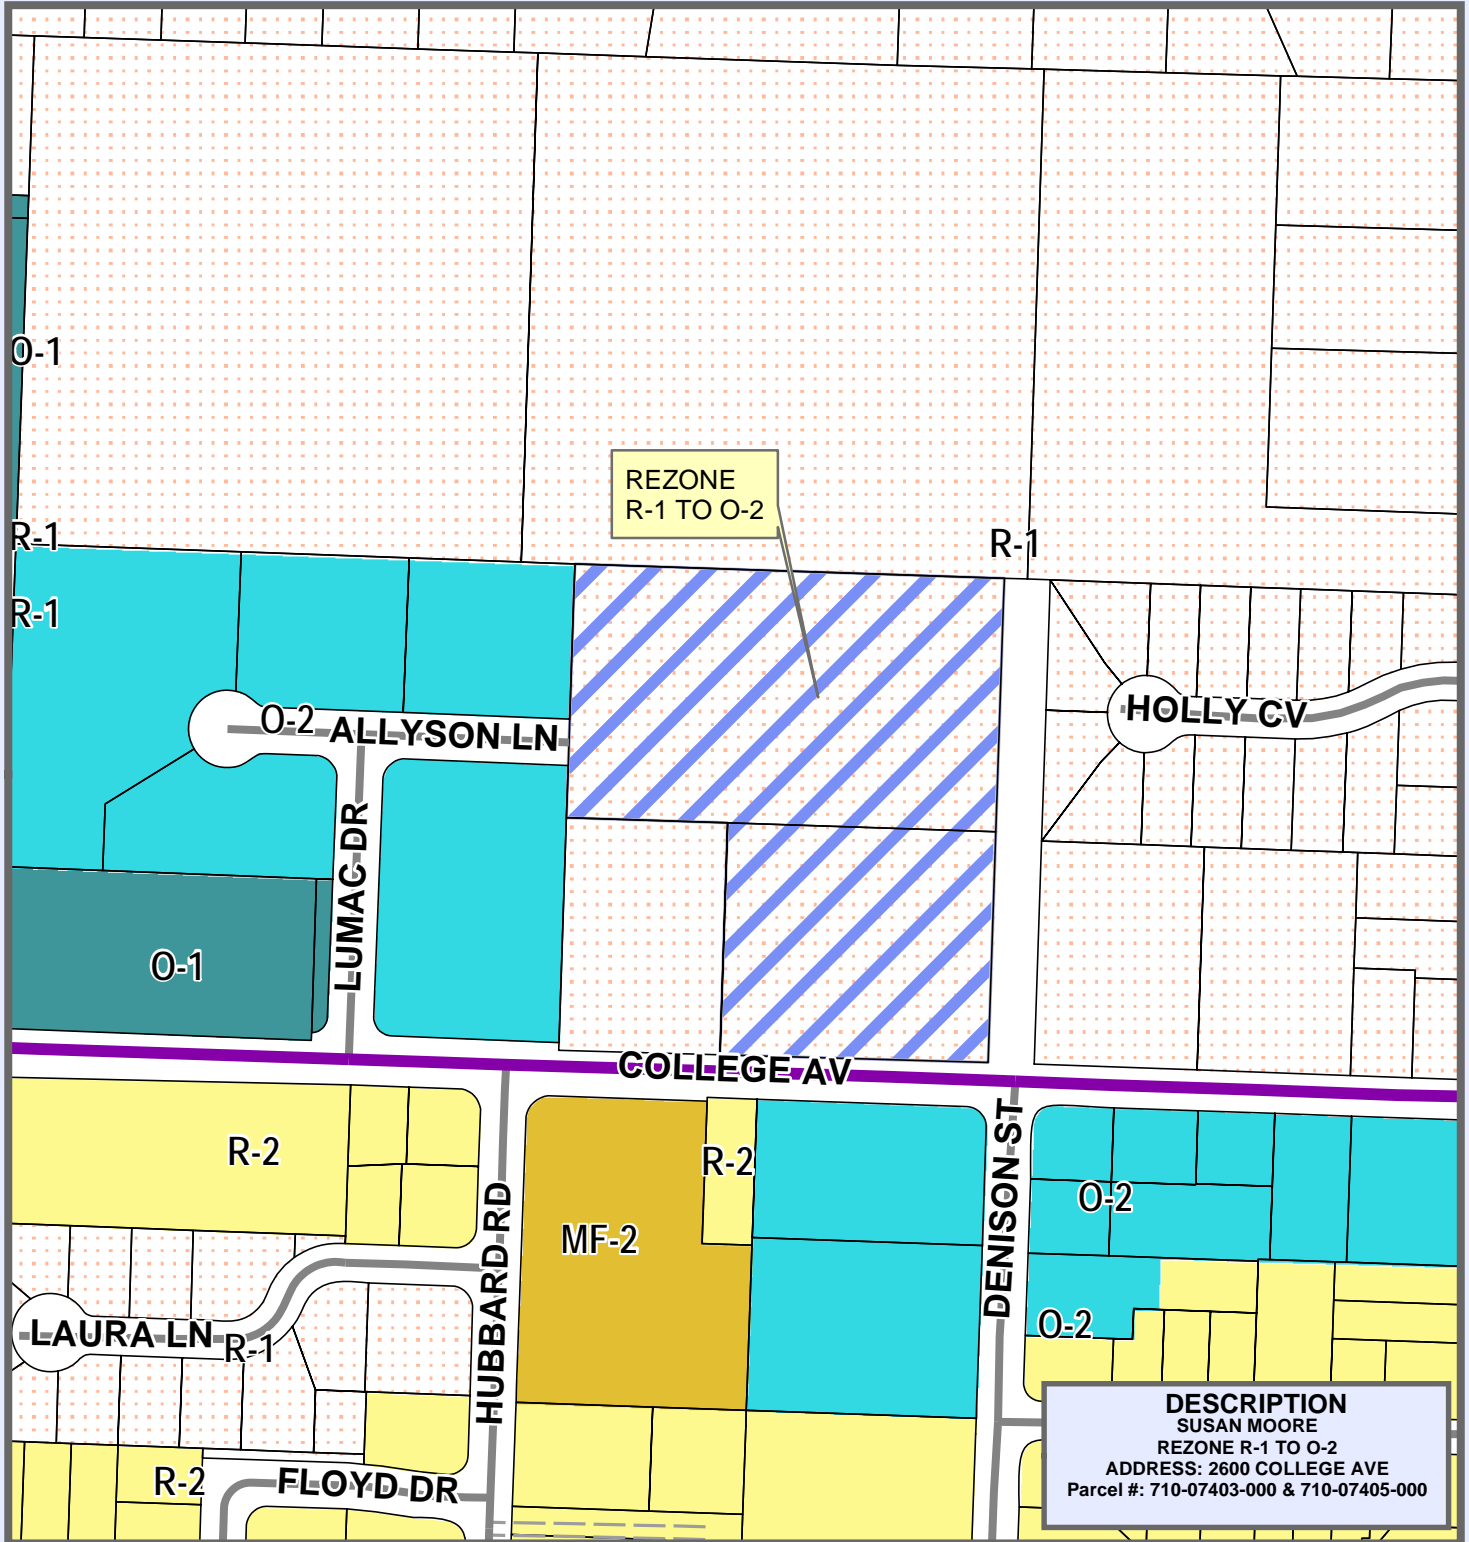 O-1
REZONE
R-1 TO O-2
R-1
R-1
R-1
O-2
ALLYSON LN
HOLLY CV
LUMAC DR
O-1
COLLEGE AV
R-2
R-2
MF-2
HUBBARD RD
DENISON ST
O-2
O-2
LAURA LN
R-1
R-2
FLOYD DR
DESCRIPTION
SUSAN MOORE
REZONE R-1 TO O-2
ADDRESS: 2600 COLLEGE AVE
Parcel #: 710-07403-000 & 710-07405-000